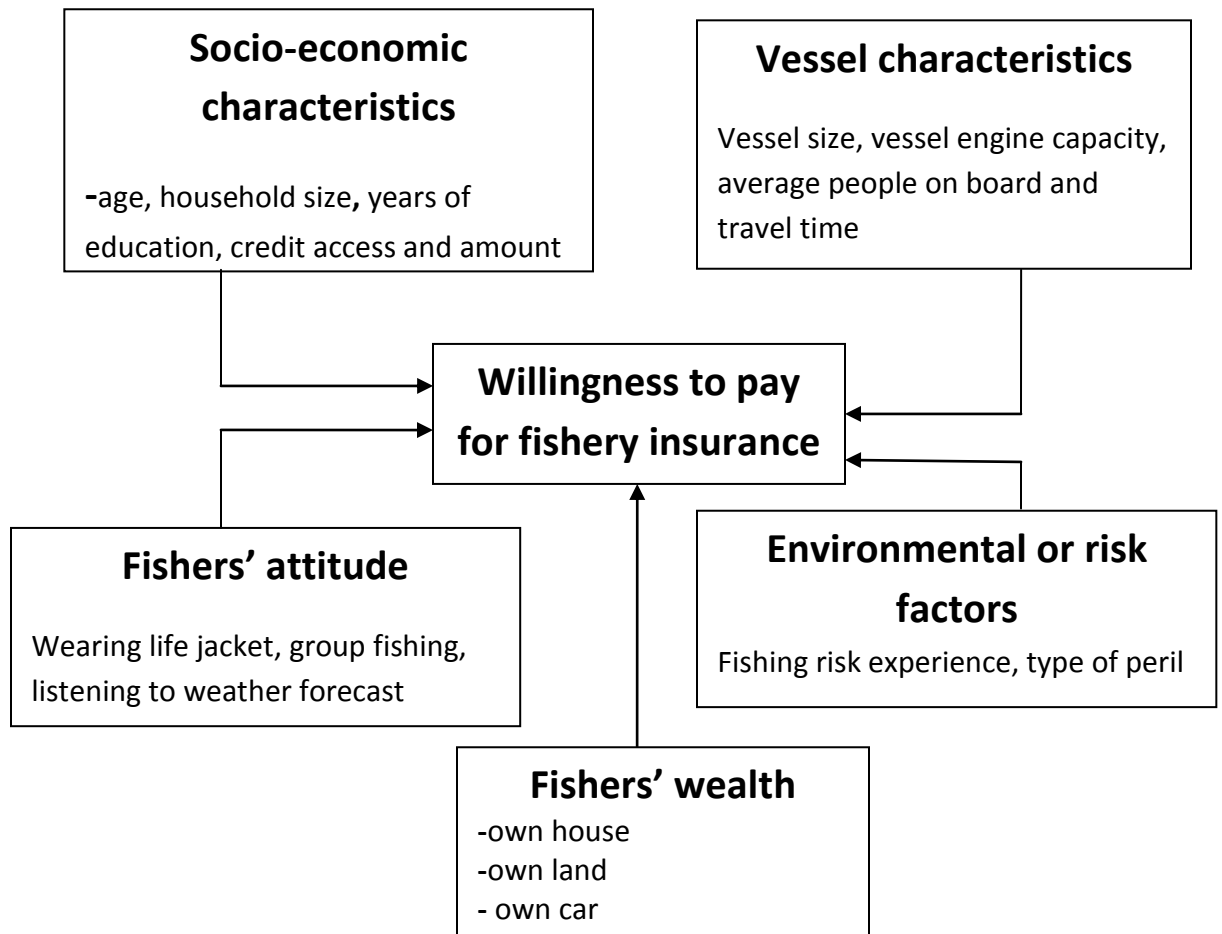 Socio-economic
characteristics
-age, household size, years of
education, credit access and amount
Vessel characteristics
Vessel size, vessel engine capacity,
average people on board and
travel time
Willingness to pay
for fishery insurance
Fishers’ attitude
Wearing life jacket, group fishing,
listening to weather forecast
Environmental or risk
factors
Fishing risk experience, type of peril
Fishers’ wealth
-own house
-own land
- own car